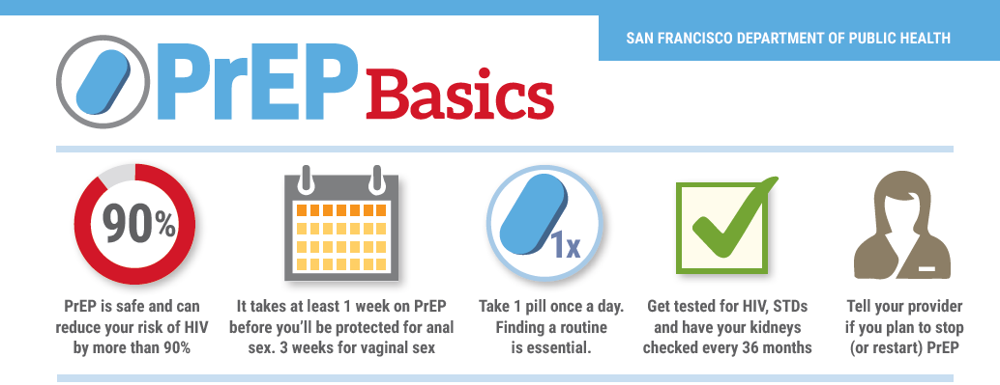 SAN FRANCISCO DEPARTMENT OF PUBLIC HEALTH
PrEP Basics
90%
1x
PrEP is safe and can
reduce your risk of HIV
by more than 90%
It takes at least 1 week on PrEP
before you'll be protected for anal
sex. 3 weeks for vaginal sex
Take 1 pill once a day.
Finding a routine
is essential.
Get tested for HIV, STDs
and have your kidneys
checked every 36 months
Tell your provider
if you plan to stop
(or restart) PrEP